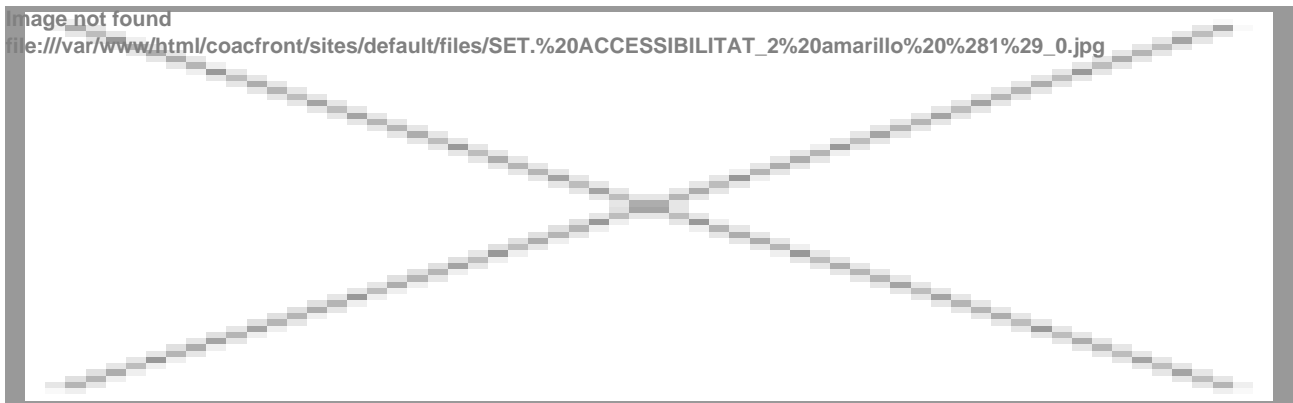 Image not found
file:///var/www/html/coacfront/sites/default/files/SET.%20ACCESSIBILITAT_2%20amarillo%20%281%29_0.jpg